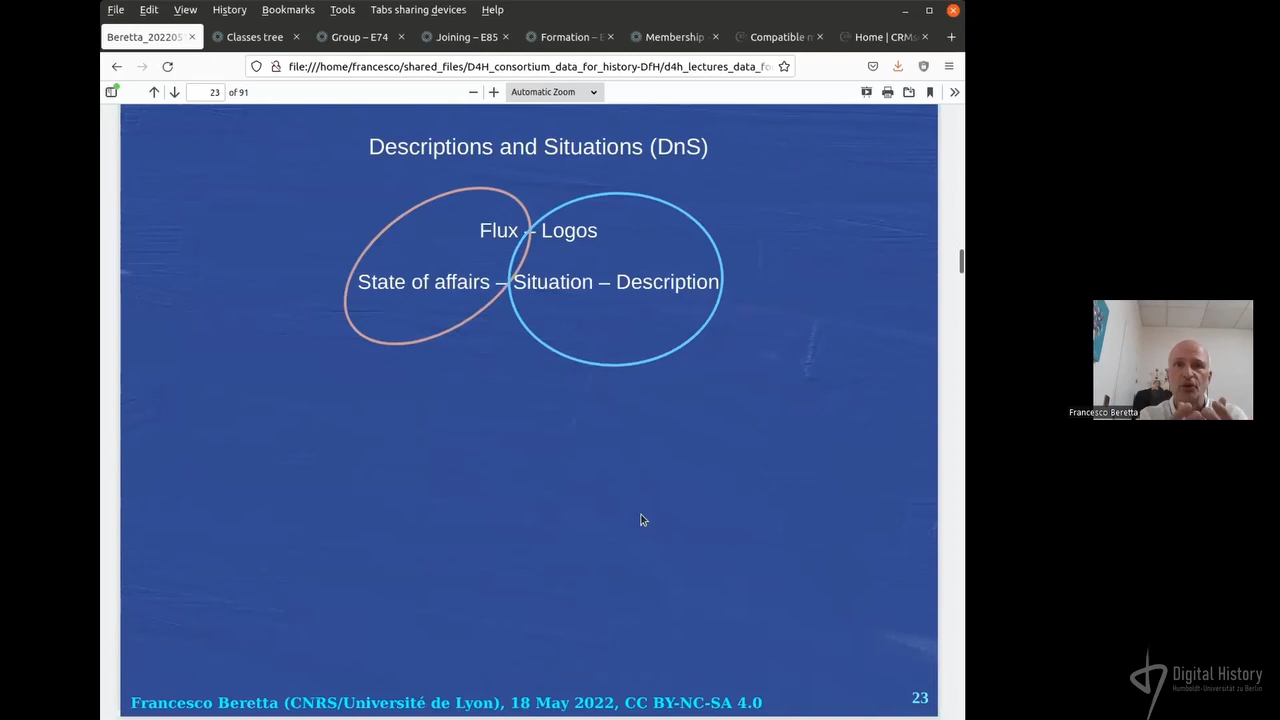 File Edit View History Bookmarks Tools Tabs sharing devices Help
Beretta_202205 Classes tree Group – E74 Joining – E85 Formation – E Membership Compatible m Home | CRMs
file:///home/francesco/shared_files/D4H_consortium_data_for_history-DfH/d4h_lectures_data_fo
23 of 91 Automatic Zoom
Descriptions and Situations (DnS)
Flux – Logos
State of affairs – Situation – Description
Francesco Beretta
Francesco Beretta (CNRS/Université de Lyon), 18 May 2022, CC BY-NC-SA 4.0
23
Digital History
Humboldt-Universität zu Berlin